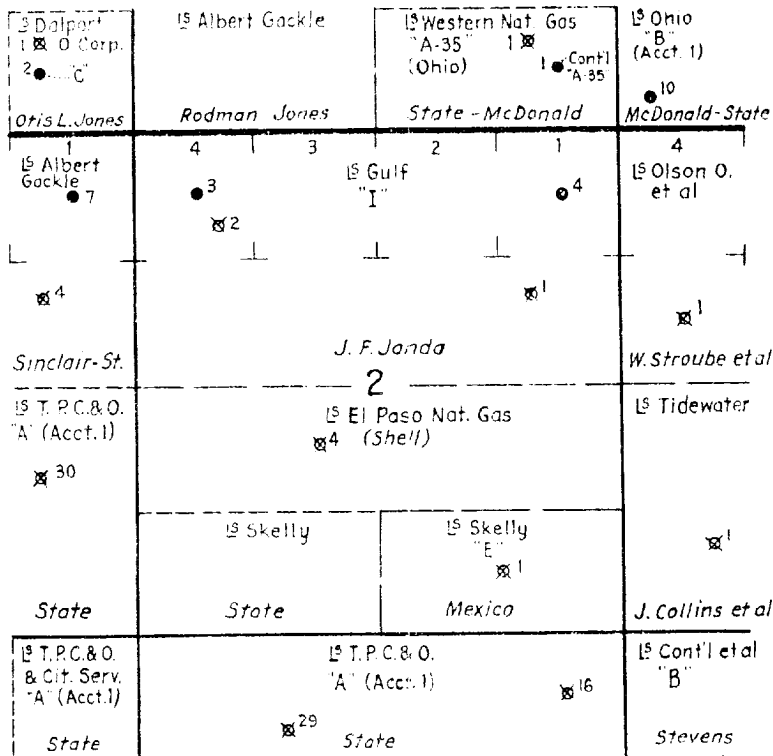 LS Dalport
1 O Corp.
2 "C"
Otis L. Jones
LS Albert Gackle
Rodman Jones
LS Western Nat. Gas
"A-35" 1
(Ohio)
1 Cont'l
"A-35"
State - McDonald
LS Ohio
"B"
(Acct. 1)
10
McDonald-State
1 4 3 2 1 4
LS Albert
Gackle
7
4
Sinclair-St.
LS Gulf
"I"
3
2
4
1
J. F. Janda
2
LS Olson O.
et al
1
W. Stroube et al
LS T. P. C. & O.
"A" (Acct. 1)
30
State
LS El Paso Nat. Gas
(Shell)
4
LS Skelly
State
LS Skelly
"E"
1
Mexico
LS Tidewater
1
J. Collins et al
LS T. P. C. & O.
& Cit. Serv.
"A" (Acct. 1)
State
LS T. P. C. & O.
"A" (Acct. 1)
16
29
State
LS Cont'l et al
"B"
Stevens